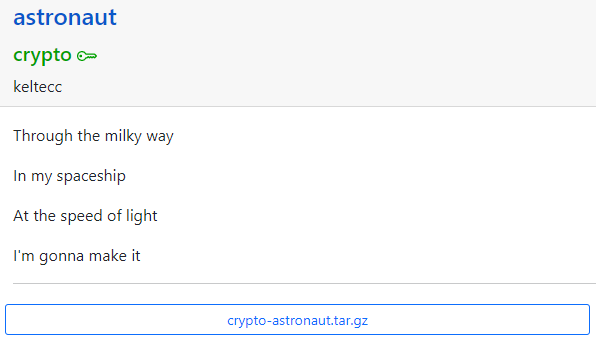 astronaut
crypto
keltecc
Through the milky way
In my spaceship
At the speed of light
I'm gonna make it
crypto-astronaut.tar.gz